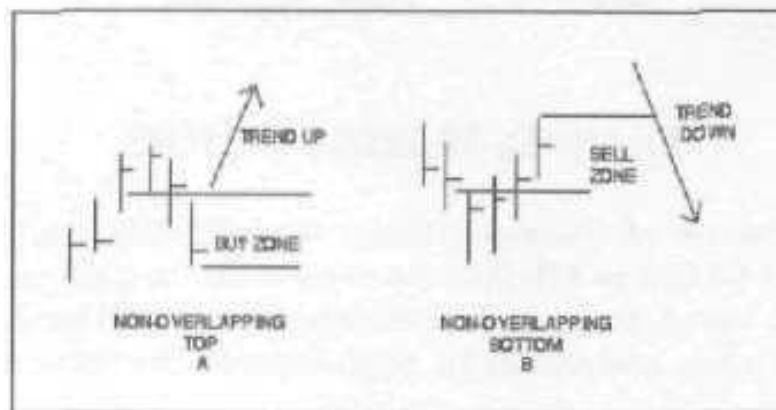 TREND UP
BUY ZONE
NON-OVERLAPPING
TOP
A
TREND
DOWN
SELL
ZONE
NON-OVERLAPPING
BOTTOM
B